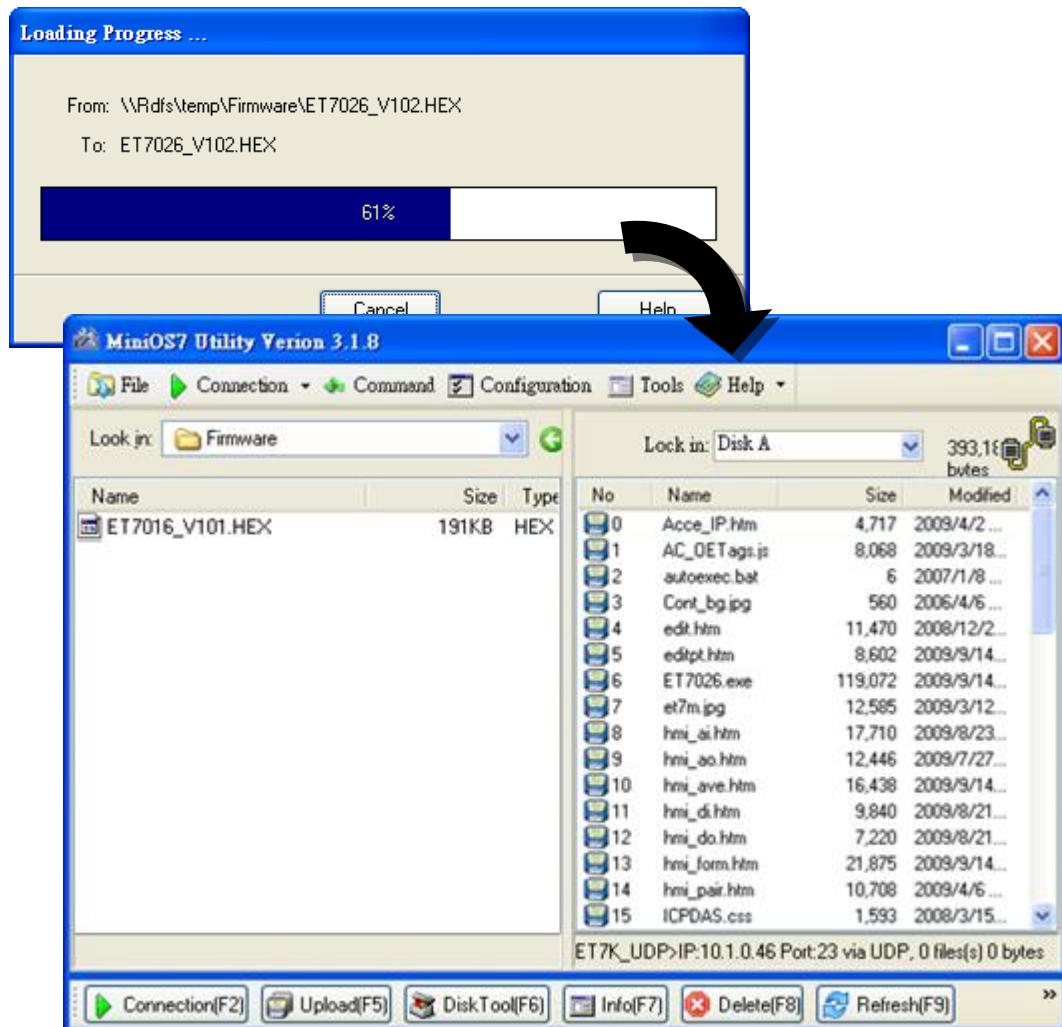 Loading Progress ...
From: \\Rdfs\temp\Firmware\ET7026_V102.HEX
To: ET7026_V102.HEX
61%
Cancel Help
MiniOS7 Utility Verion 3.1.8
File Connection Command Configuration Tools Help
Look in: Firmware
Lock in: Disk A
393,18
bytes
Name Size Type
ET7016_V101.HEX 191KB HEX
No Name Size Modified
0 Acce_IP.htm 4,717 2009/4/2 ...
1 AC_OETags.js 8,068 2009/3/18...
2 autoexec.bat 6 2007/1/8 ...
3 Cont_bg.jpg 560 2006/4/6 ...
4 edit.htm 11,470 2008/12/2...
5 editpt.htm 8,602 2009/9/14...
6 ET7026.exe 119,072 2009/9/14...
7 et7m.jpg 12,585 2009/3/12...
8 hmi_ai.htm 17,710 2009/8/23...
9 hmi_ao.htm 12,446 2009/7/27...
10 hmi_ave.htm 16,438 2009/9/14...
11 hmi_di.htm 9,840 2009/8/21...
12 hmi_do.htm 7,220 2009/8/21...
13 hmi_form.htm 21,875 2009/9/14...
14 hmi_pair.htm 10,708 2009/4/6 ...
15 ICPDAS.css 1,593 2008/3/15...
ET7K_UDP>IP:10.1.0.46 Port:23 via UDP, 0 files(s) 0 bytes
Connection(F2) Upload(F5) DiskTool(F6) Info(F7) Delete(F8) Refresh(F9) »